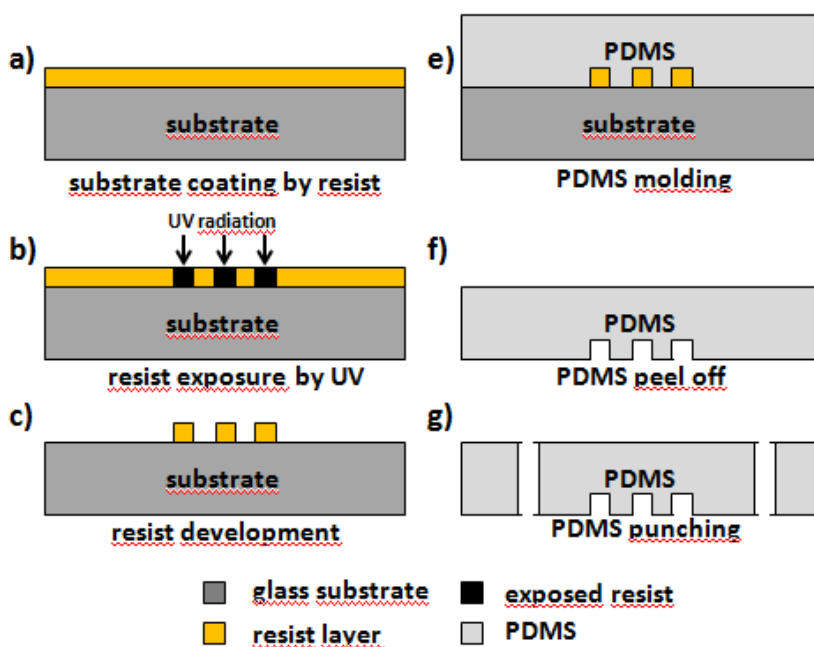 a)
substrate
substrate coating by resist
UV radiation
b)
substrate
resist exposure by UV
c)
substrate
resist development
PDMS
e)
substrate
PDMS molding
f)
PDMS
PDMS peel off
g)
PDMS
PDMS punching
glass substrate
exposed resist
resist layer
PDMS